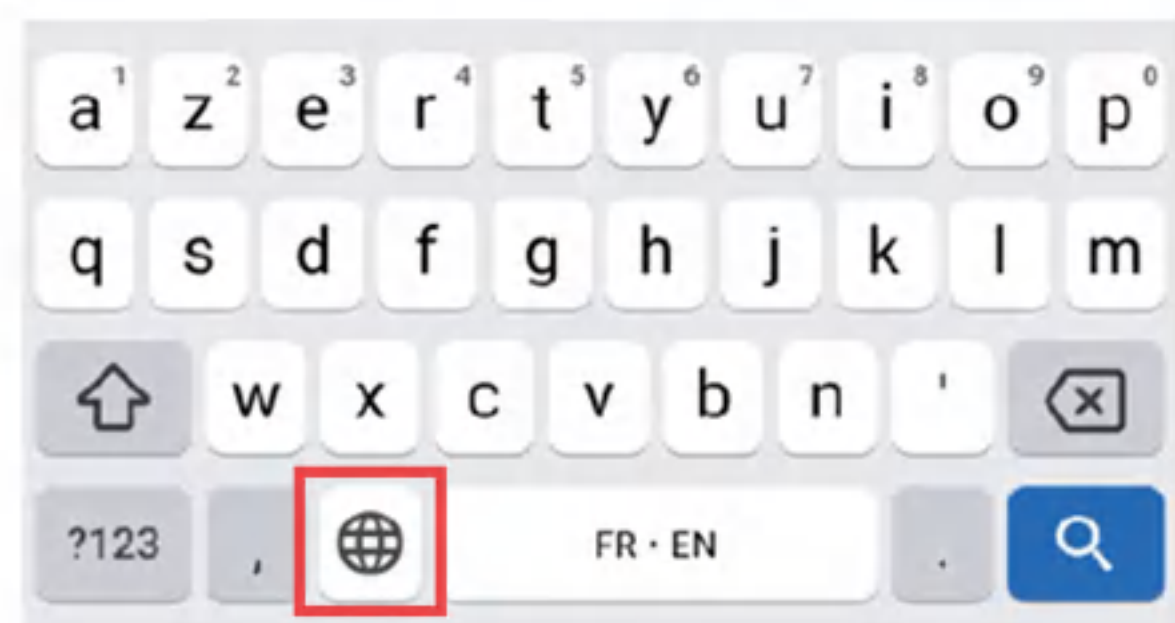 a1 z2 e3 r4 t5 y6 u7 i8 o9 p0
q s d f g h j k l m
w x c v b n '
?123 , FR · EN .